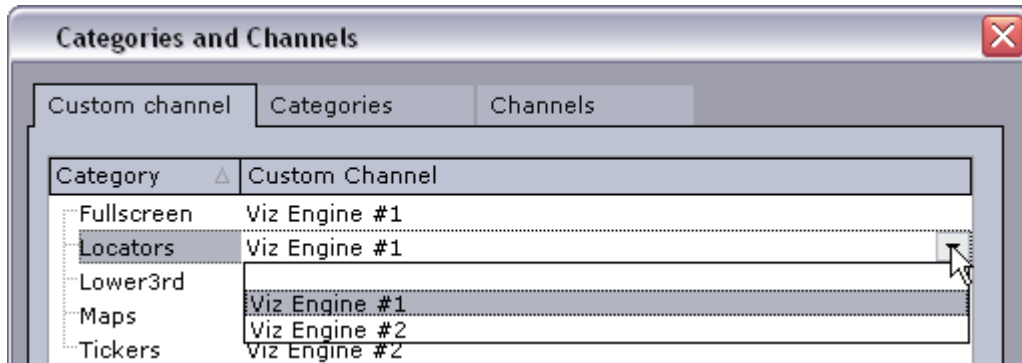 Categories and Channels
Custom channel Categories Channels
Category Custom Channel
Fullscreen Viz Engine #1
Locators Viz Engine #1
Lower3rd
Viz Engine #1
Maps
Viz Engine #2
Tickers Viz Engine #2